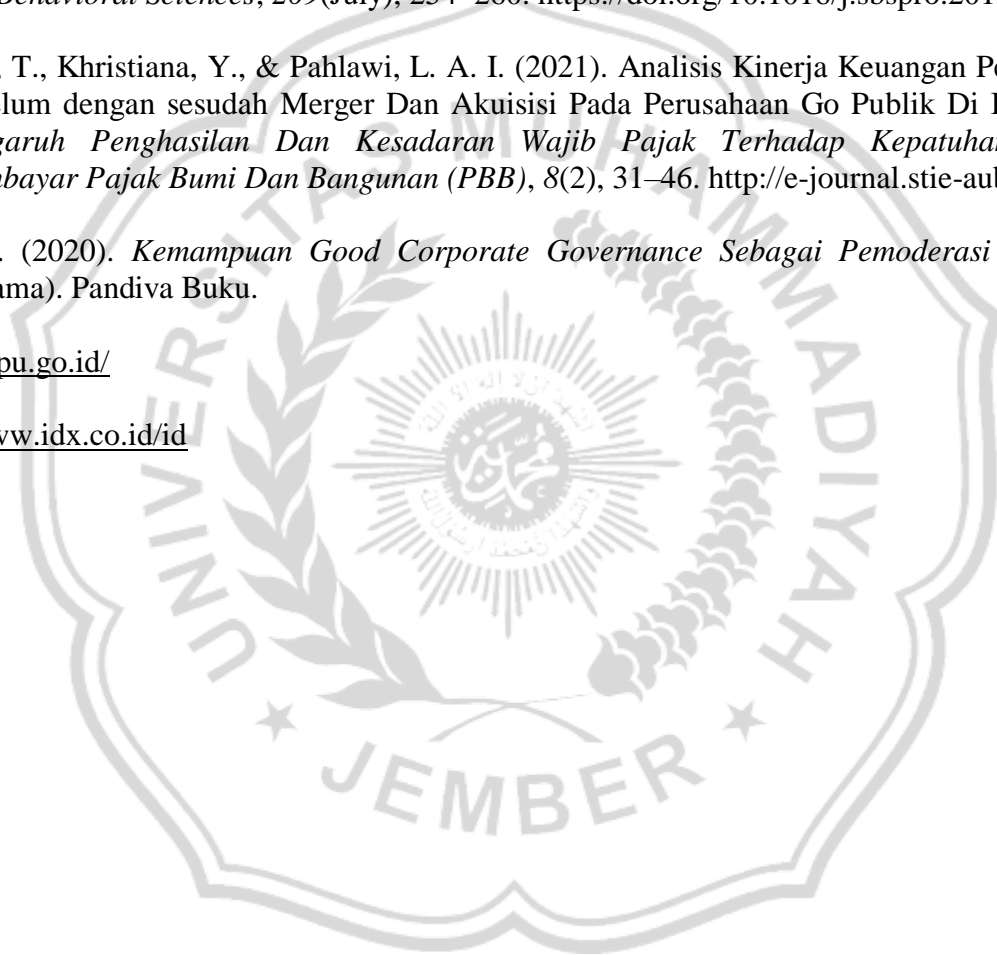 Behavioral Sciences, 209(July), 254–260. https://doi.org/10.1016/j.sbspro.201
, T., Khristiana, Y., & Pahlawi, L. A. I. (2021). Analisis Kinerja Keuangan Pe
elum dengan sesudah Merger Dan Akuisisi Pada Perusahaan Go Publik Di
garuh Penghasilan Dan Kesadaran Wajib Pajak Terhadap Kepatuhan
nbayar Pajak Bumi Dan Bangunan (PBB), 8(2), 31–46. http://e-journal.stie-aub
. (2020). Kemampuan Good Corporate Governance Sebagai Pemoderasi
ama). Pandiva Buku.
pu.go.id/
ww.idx.co.id/id
UNIVERSITAS MUHAMMADIYAH
JEMBER